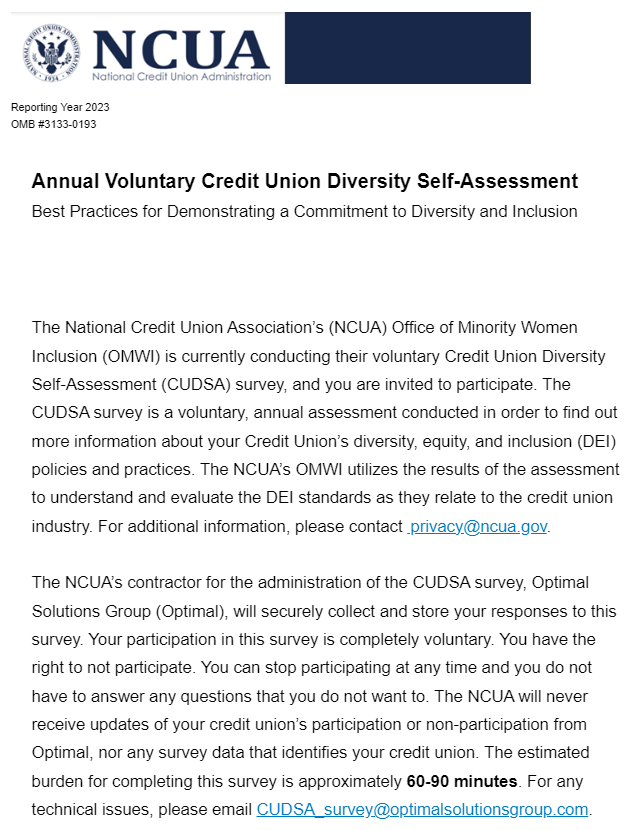 NCUA
National Credit Union Administration
Reporting Year 2023
OMB #3133-0193
Annual Voluntary Credit Union Diversity Self-Assessment
Best Practices for Demonstrating a Commitment to Diversity and Inclusion
The National Credit Union Association's (NCUA) Office of Minority Women
Inclusion (OMWI) is currently conducting their voluntary Credit Union Diversity
Self-Assessment (CUDSA) survey, and you are invited to participate. The
CUDSA survey is a voluntary, annual assessment conducted in order to find out
more information about your Credit Union's diversity, equity, and inclusion (DEI)
policies and practices. The NCUA's OMWI utilizes the results of the assessment
to understand and evaluate the DEI standards as they relate to the credit union
industry. For additional information, please contact privacy@ncua.gov.
The NCUA's contractor for the administration of the CUDSA survey, Optimal
Solutions Group (Optimal), will securely collect and store your responses to this
survey. Your participation in this survey is completely voluntary. You have the
right to not participate. You can stop participating at any time and you do not
have to answer any questions that you do not want to. The NCUA will never
receive updates of your credit union's participation or non-participation from
Optimal, nor any survey data that identifies your credit union. The estimated
burden for completing this survey is approximately 60-90 minutes. For any
technical issues, please email CUDSA_survey@optimalsolutionsgroup.com.